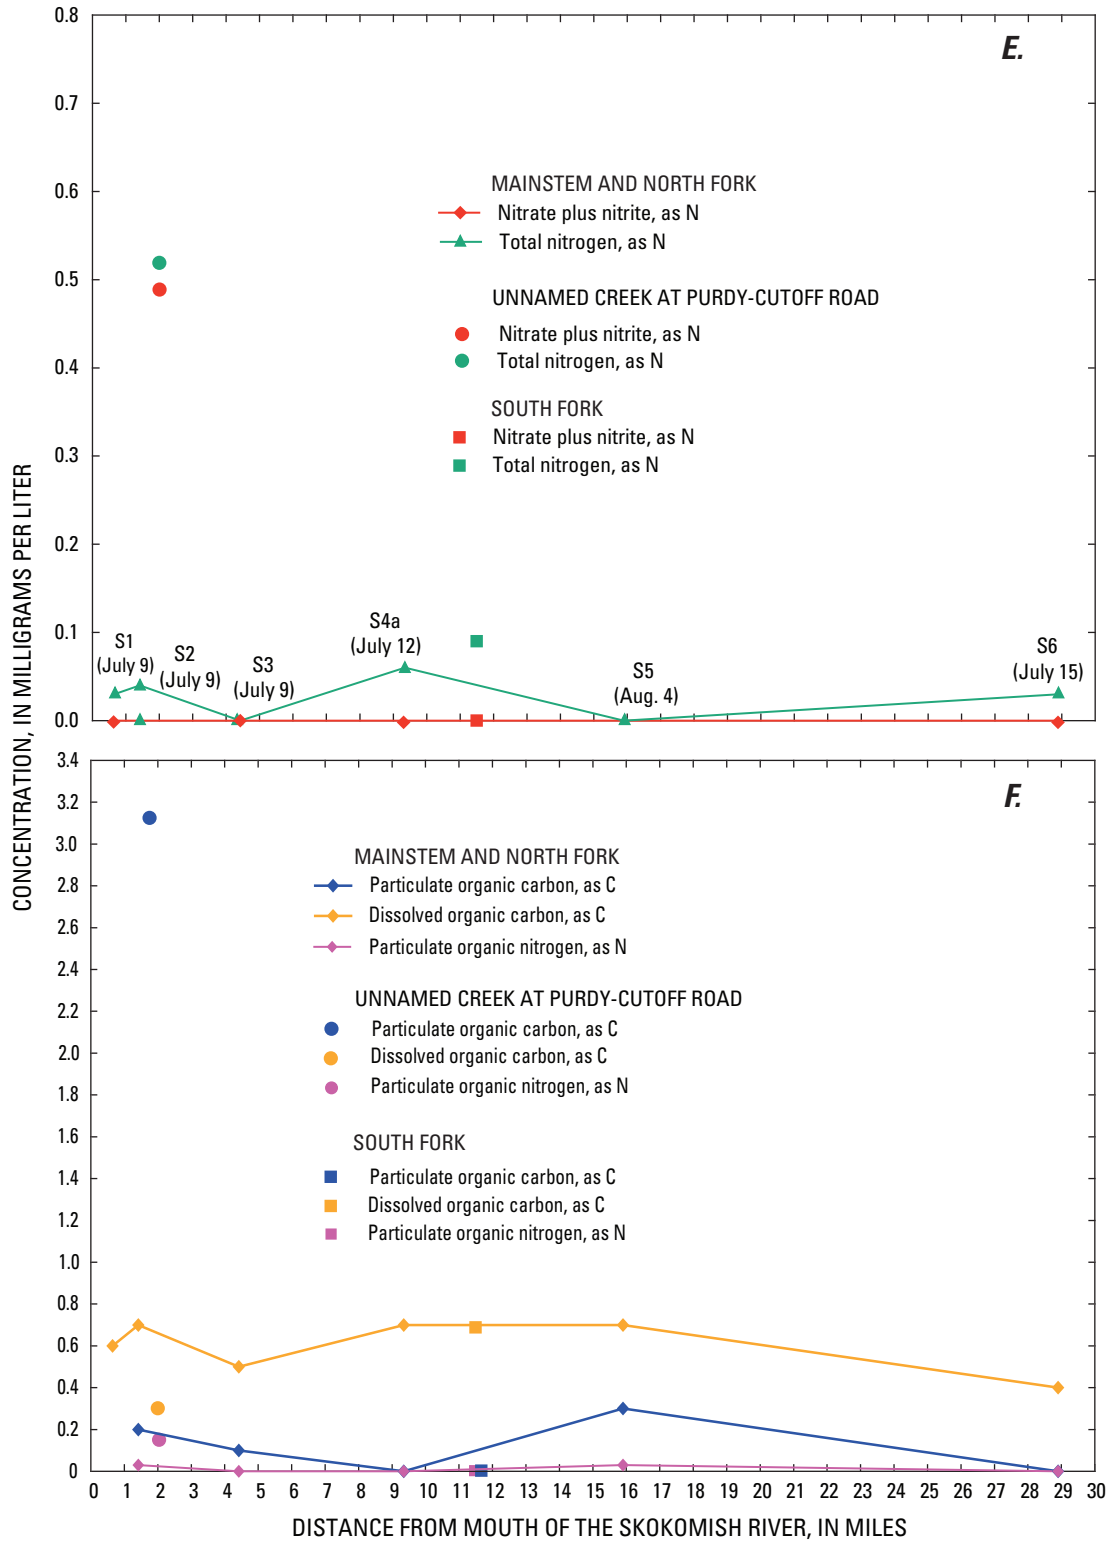 CONCENTRATION, IN MILLIGRAMS PER LITER
0.8
0.7
0.6
0.5
0.4
0.3
0.2
0.1
0.0
E.
MAINSTEM AND NORTH FORK
Nitrate plus nitrite, as N
Total nitrogen, as N
UNNAMED CREEK AT PURDY-CUTOFF ROAD
Nitrate plus nitrite, as N
Total nitrogen, as N
SOUTH FORK
Nitrate plus nitrite, as N
Total nitrogen, as N
S1
(July 9)
S2
(July 9)
S3
(July 9)
S4a
(July 12)
S5
(Aug. 4)
S6
(July 15)
3.4
3.2
3.0
2.8
2.6
2.4
2.2
2.0
1.8
1.6
1.4
1.2
1.0
0.8
0.6
0.4
0.2
0
F.
MAINSTEM AND NORTH FORK
Particulate organic carbon, as C
Dissolved organic carbon, as C
Particulate organic nitrogen, as N
UNNAMED CREEK AT PURDY-CUTOFF ROAD
Particulate organic carbon, as C
Dissolved organic carbon, as C
Particulate organic nitrogen, as N
SOUTH FORK
Particulate organic carbon, as C
Dissolved organic carbon, as C
Particulate organic nitrogen, as N
0 1 2 3 4 5 6 7 8 9 10 11 12 13 14 15 16 17 18 19 20 21 22 23 24 25 26 27 28 29 30
DISTANCE FROM MOUTH OF THE SKOKOMISH RIVER, IN MILES